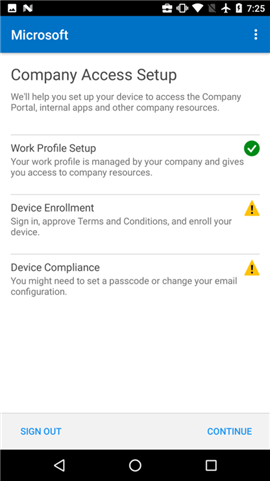 7:25
Microsoft
Company Access Setup
We'll help you set up your device to access the Company
Portal, internal apps and other company resources.
Work Profile Setup
Your work profile is managed by your company and gives
you access to company resources.
Device Enrollment
Sign in, approve Terms and Conditions, and enroll your
device.
Device Compliance
You might need to set a passcode or change your email
configuration.
SIGN OUT
CONTINUE